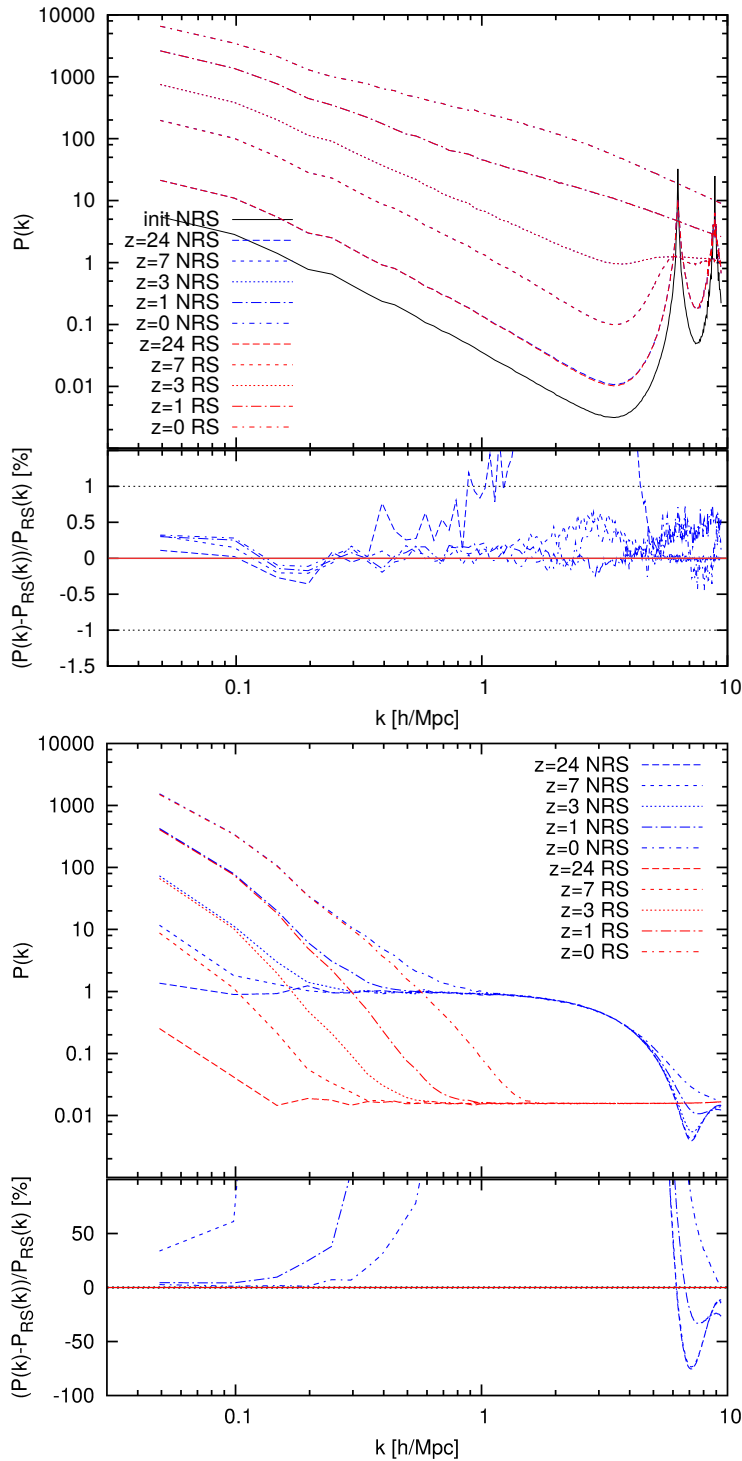 10000
1000
100
10
1
0.1
0.01
P(k)
init NRS
z=24 NRS
z=7 NRS
z=3 NRS
z=1 NRS
z=0 NRS
z=24 RS
z=7 RS
z=3 RS
z=1 RS
z=0 RS
1
0.5
0
-0.5
-1
-1.5
(P(k)-P_RS(k))/P_RS(k) [%]
0.1 1 10
k [h/Mpc]
10000
1000
100
10
1
0.1
0.01
P(k)
z=24 NRS
z=7 NRS
z=3 NRS
z=1 NRS
z=0 NRS
z=24 RS
z=7 RS
z=3 RS
z=1 RS
z=0 RS
50
0
-50
-100
(P(k)-P_RS(k))/P_RS(k) [%]
0.1 1 10
k [h/Mpc]